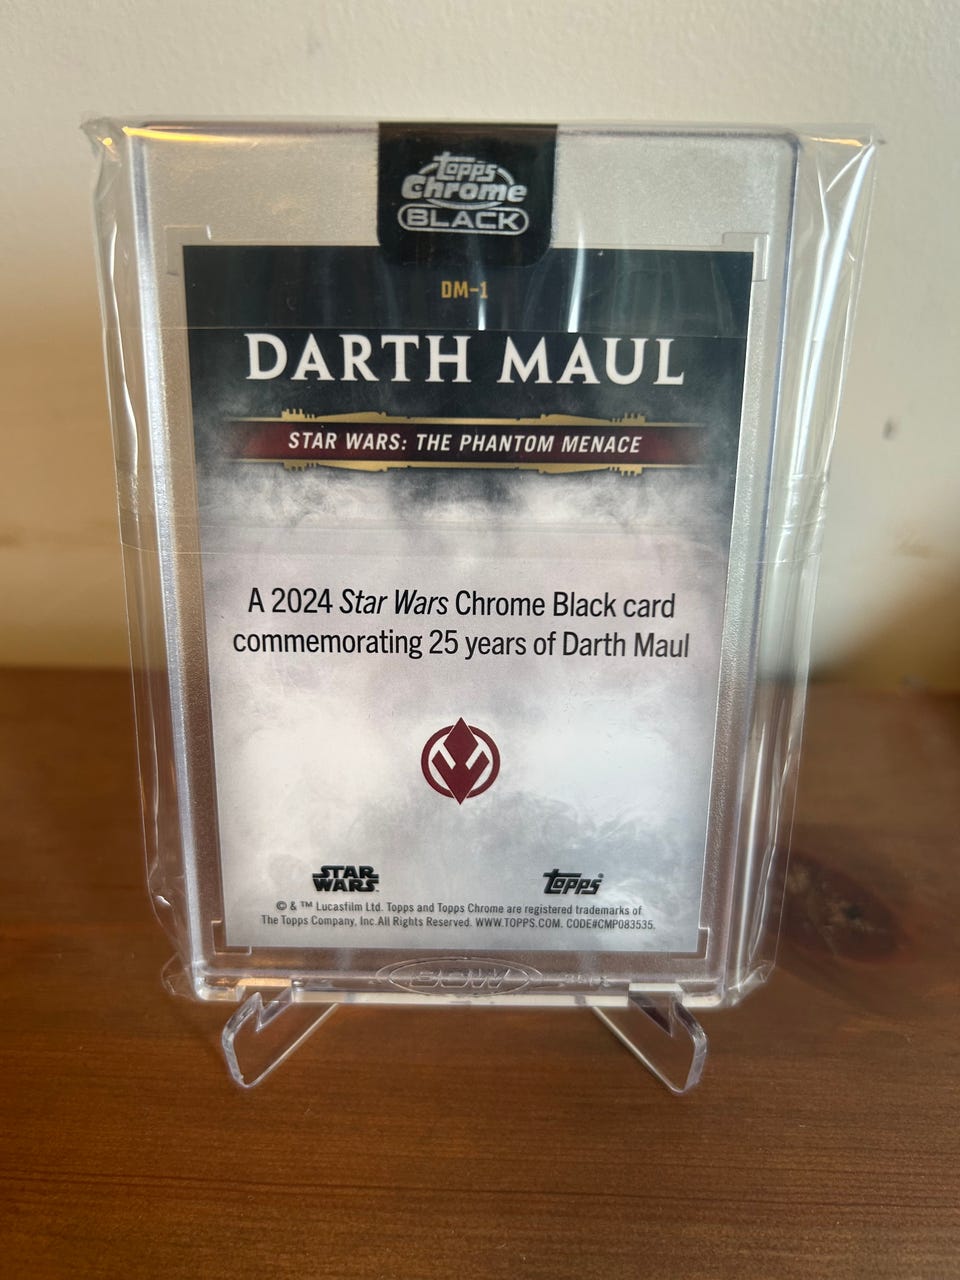 Topps
Chrome
BLACK
DM-1
DARTH MAUL
STAR WARS: THE PHANTOM MENACE
A 2024 Star Wars Chrome Black card
commemorating 25 years of Darth Maul
STAR
WARS
Topps
© & ™ Lucasfilm Ltd. Topps and Topps Chrome are registered trademarks of
The Topps Company, Inc. All Rights Reserved. WWW.TOPPS.COM. CODE#CMP083535.
BCW